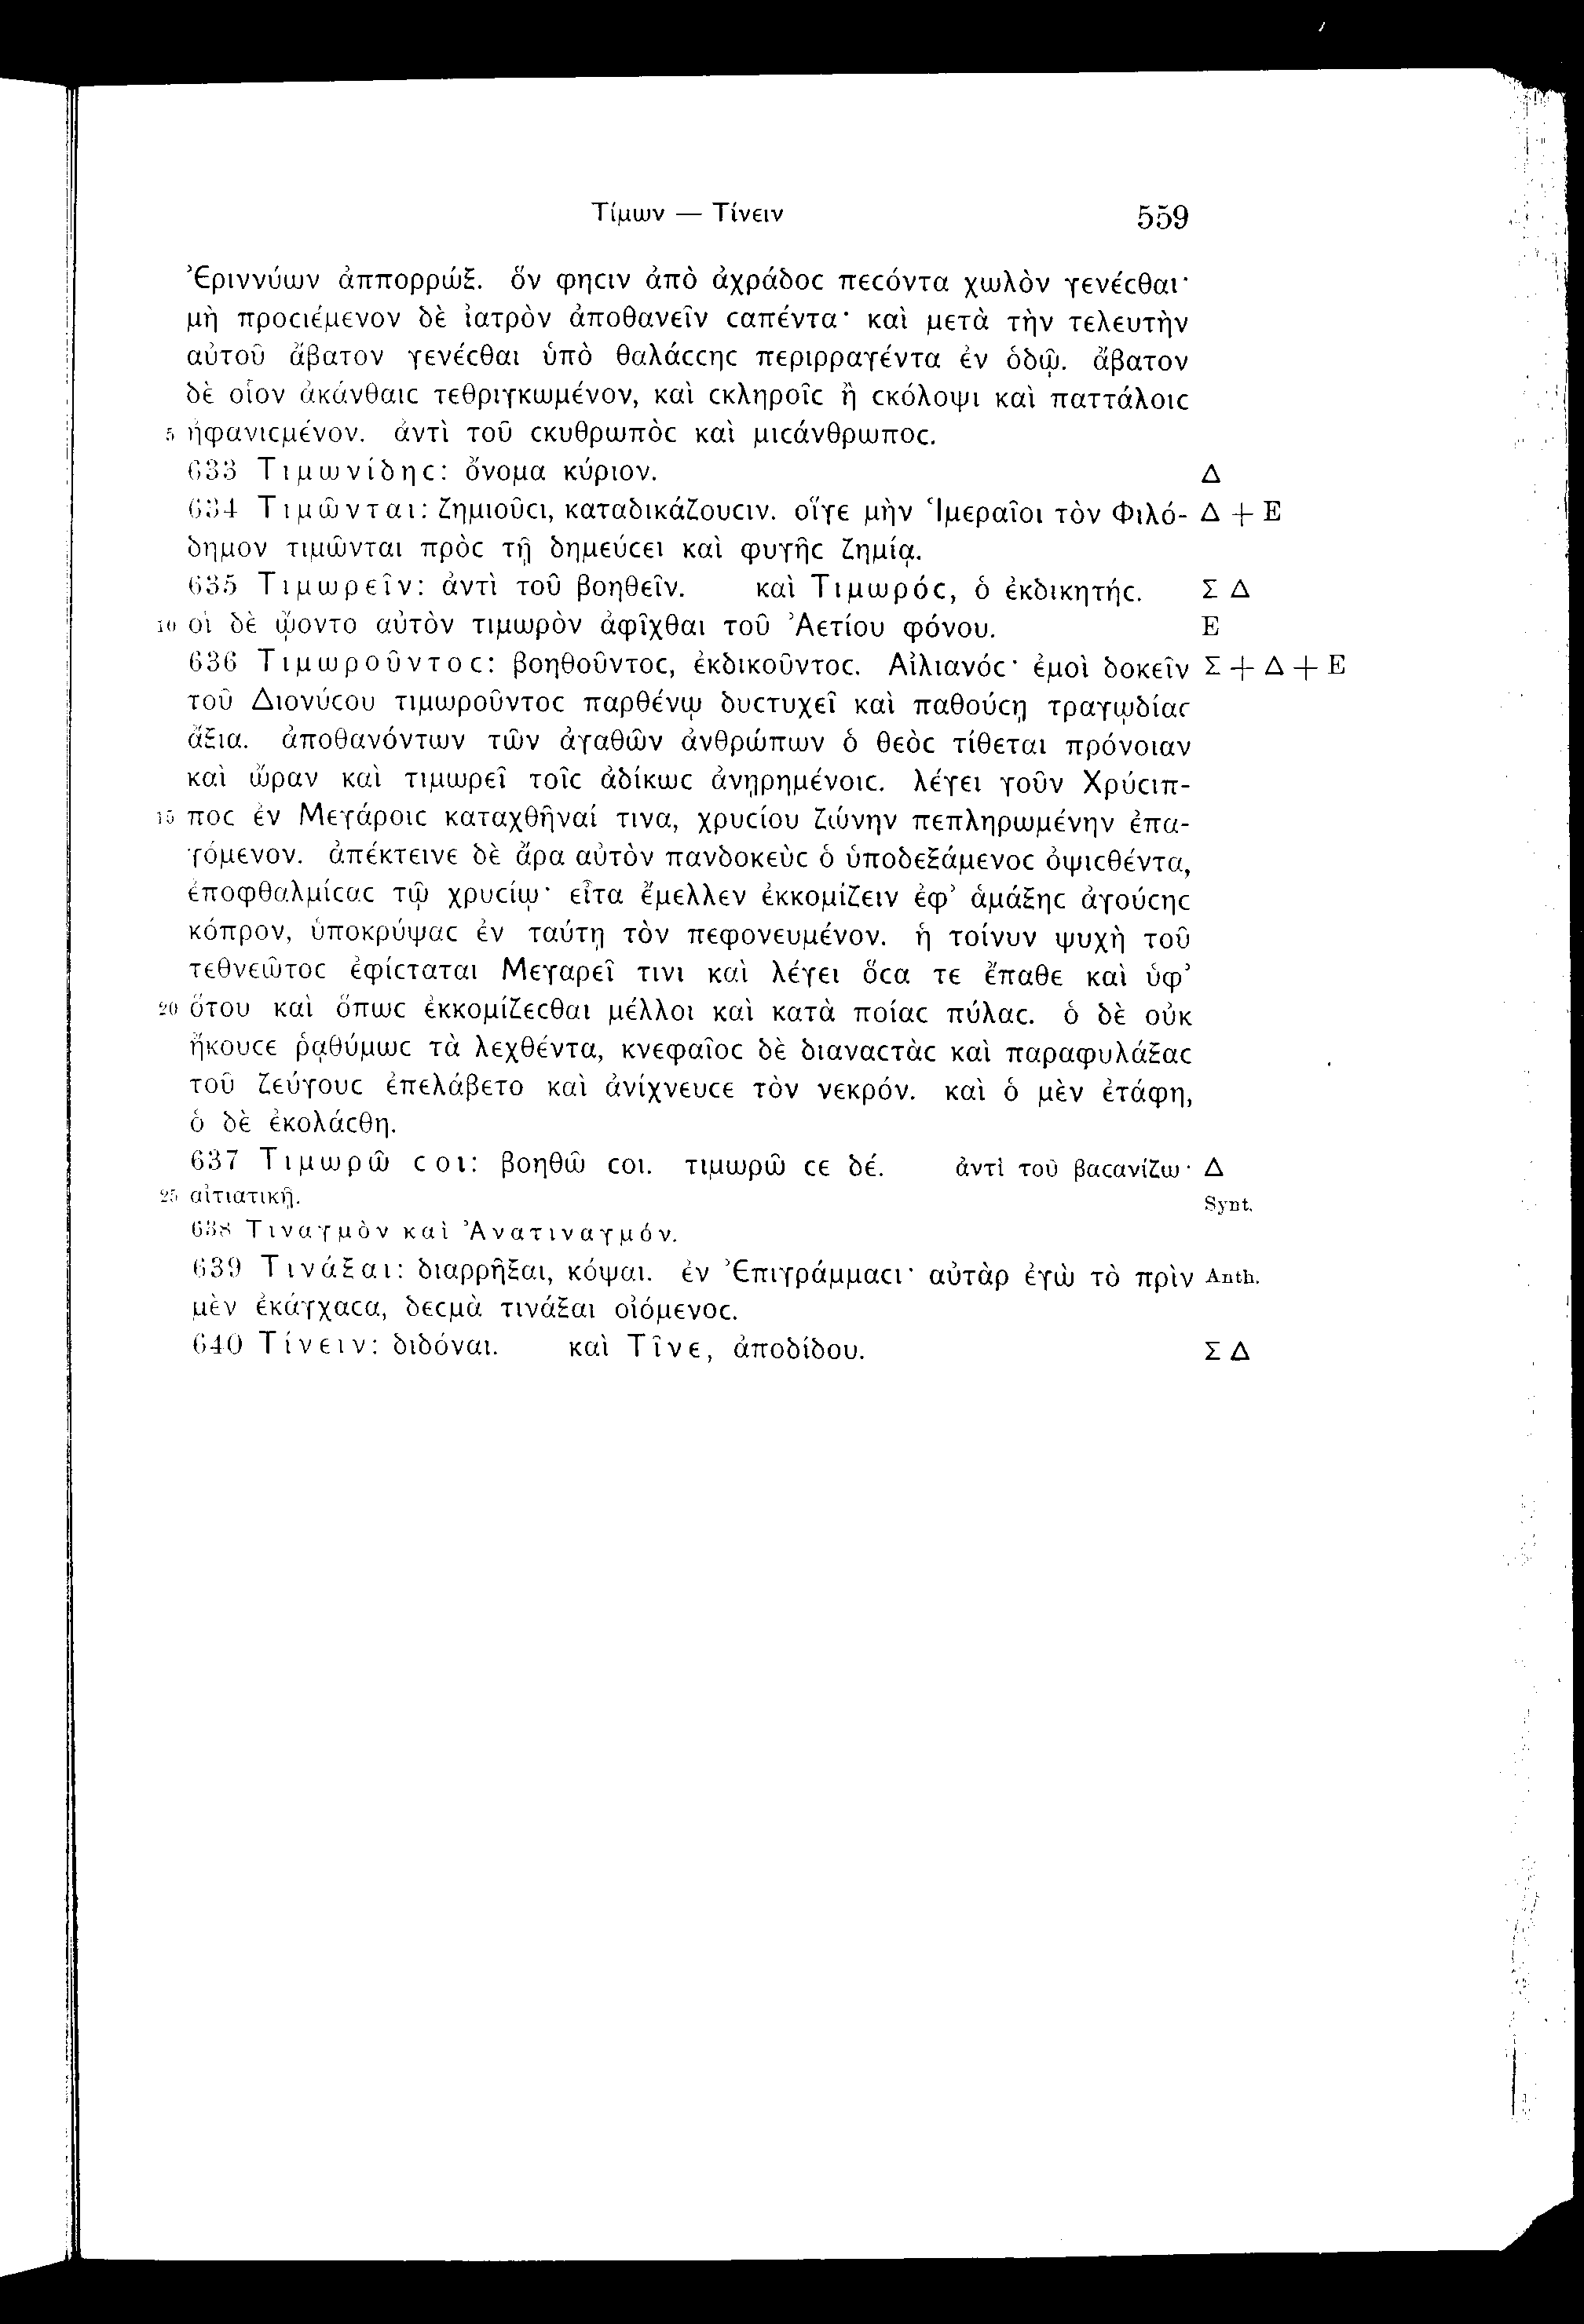 Τίμων — Τίνειν 559
Ἐριννύων ἀππορρώξ. ὅν φηϲιν ἀπὸ ἀχράδοϲ πεϲόντα χωλὸν γενέϲθαι·
μὴ προϲιέμενον δὲ ἰατρὸν ἀποθανεῖν ϲαπέντα· καὶ μετὰ τὴν τελευτὴν
αὐτοῦ ἄβατον γενέϲθαι ὑπὸ θαλάϲϲηϲ περιρραγέντα ἐν ὁδῷ. ἄβατον
δὲ οἷον ἀκάνθαιϲ τεθριγκωμένον, καὶ ϲκληροῖϲ ἢ ϲκόλοψι καὶ παττάλοιϲ
5 ἠφανιϲμένον. ἀντὶ τοῦ ϲκυθρωπὸϲ καὶ μιϲάνθρωποϲ.
633 Τιμωνίδηϲ: ὄνομα κύριον. Δ
634 Τιμῶνται: ζημιοῦϲι, καταδικάζουϲιν. οἵγε μὴν Ἱμεραῖοι τὸν Φιλό- Δ + E
δημον τιμῶνται πρὸϲ τῇ δημεύϲει καὶ φυγῆϲ ζημίᾳ.
635 Τιμωρεῖν: ἀντὶ τοῦ βοηθεῖν. καὶ Τιμωρόϲ, ὁ ἐκδικητήϲ. Σ Δ
10 οἱ δὲ ᾤοντο αὐτὸν τιμωρὸν ἀφῖχθαι τοῦ Ἀετίου φόνου. E
636 Τιμωροῦντοϲ: βοηθοῦντοϲ, ἐκδικοῦντοϲ. Αἰλιανόϲ· ἐμοὶ δοκεῖν Σ + Δ + E
τοῦ Διονύϲου τιμωροῦντοϲ παρθένῳ δυϲτυχεῖ καὶ παθούϲῃ τραγῳδίαϲ
ἄξια. ἀποθανόντων τῶν ἀγαθῶν ἀνθρώπων ὁ θεὸϲ τίθεται πρόνοιαν
καὶ ὤραν καὶ τιμωρεῖ τοῖϲ ἀδίκωϲ ἀνῃρημένοιϲ. λέγει γοῦν Χρύϲιπ-
15 ποϲ ἐν Μεγάροιϲ καταχθῆναί τινα, χρυϲίου ζώνην πεπληρωμένην ἐπα-
γόμενον. ἀπέκτεινε δὲ ἄρα αὐτὸν πανδοκεὺϲ ὁ ὑποδεξάμενοϲ ὀψιϲθέντα,
ἐποφθαλμίϲαϲ τῷ χρυϲίῳ· εἶτα ἔμελλεν ἐκκομίζειν ἐφ’ ἁμάξηϲ ἀγούϲηϲ
κόπρον, ὑποκρύψαϲ ἐν ταύτῃ τὸν πεφονευμένον. ἡ τοίνυν ψυχὴ τοῦ
τεθνεῶτοϲ ἐφίϲταται Μεγαρεῖ τινι καὶ λέγει ὅϲα τε ἔπαθε καὶ ὑφ’
20 ὅτου καὶ ὅπωϲ ἐκκομίζεϲθαι μέλλοι καὶ κατὰ ποίαϲ πύλαϲ. ὁ δὲ οὐκ
ἤκουϲε ῥᾳθύμωϲ τὰ λεχθέντα, κνεφαῖοϲ δὲ διαναϲτὰϲ καὶ παραφυλάξαϲ
τοῦ ζεύγουϲ ἐπελάβετο καὶ ἀνίχνευϲε τὸν νεκρόν. καὶ ὁ μὲν ἐτάφη,
ὁ δὲ ἐκολάϲθη.
637 Τιμωρῶ ϲοι: βοηθῶ ϲοι. τιμωρῶ ϲε δέ. ἀντὶ τοῦ βαϲανίζω· Δ
25 αἰτιατικῇ. Synt.
638 Τιναγμὸν καὶ Ἀνατιναγμόν.
639 Τινάξαι: διαρρῆξαι, κόψαι. ἐν Ἐπιγράμμαϲι· αὐτὰρ ἐγὼ τὸ πρὶν Anth.
μὲν ἐκάγχαϲα, δεϲμὰ τινάξαι οἰόμενοϲ.
640 Τίνειν: διδόναι. καὶ Τῖνε, ἀποδίδου. Σ Δ